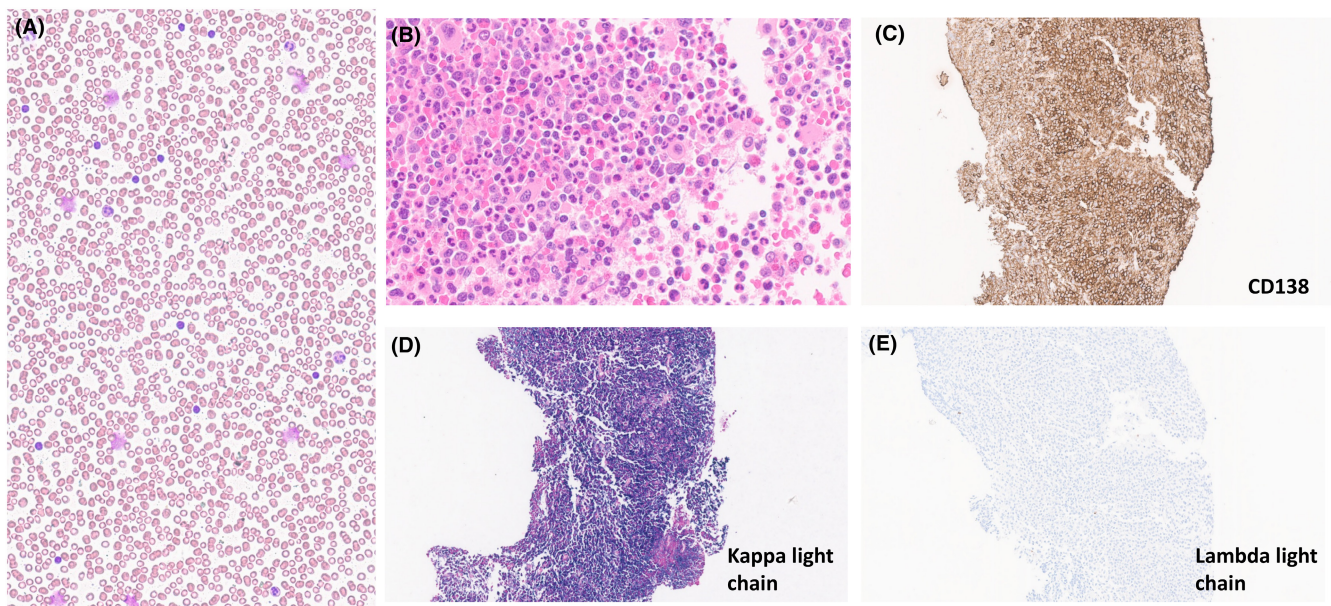 (A)
(B)
(C)
CD138
(D)
Kappa light
chain
(E)
Lambda light
chain